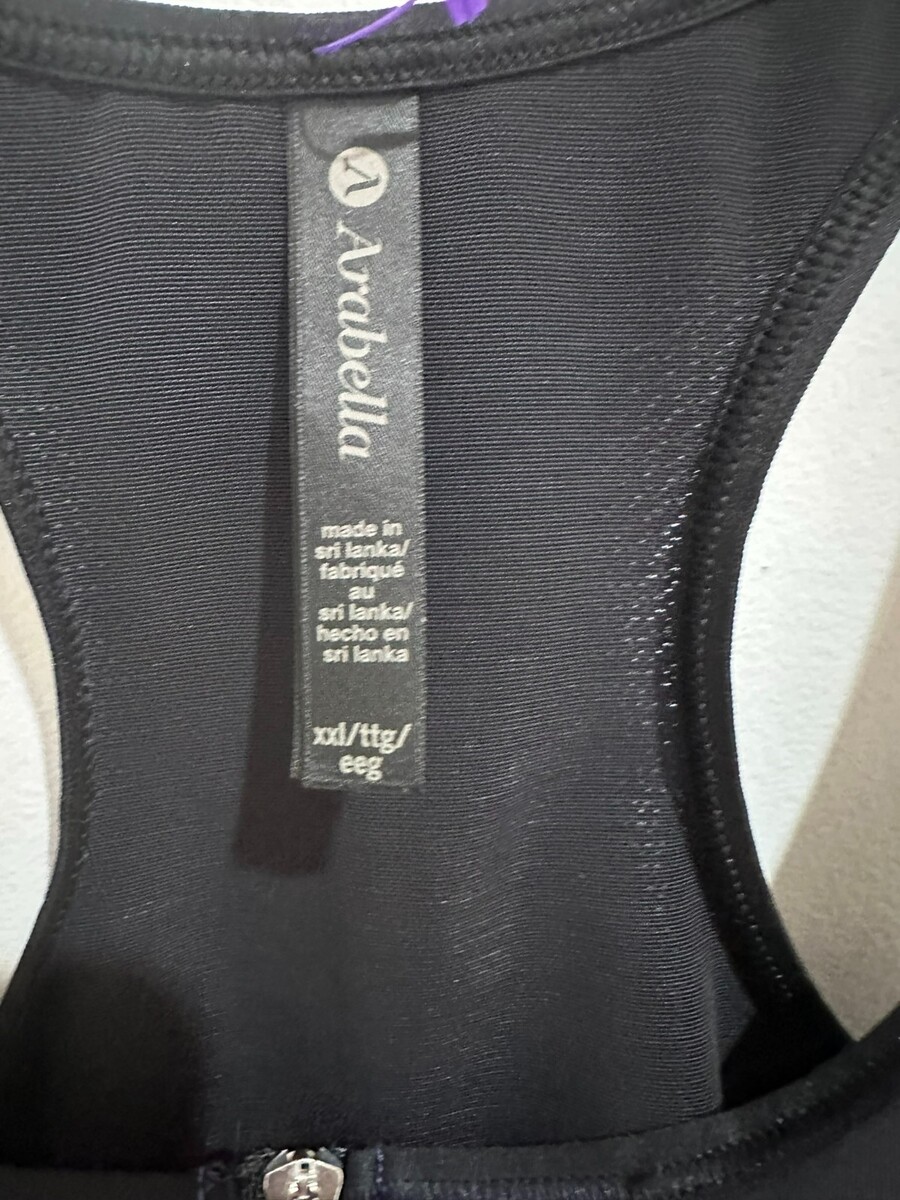 Arabella
made in
sri lanka/
fabriqué
au
sri lanka/
hecho en
sri lanka
xxl/ttg/
eeg